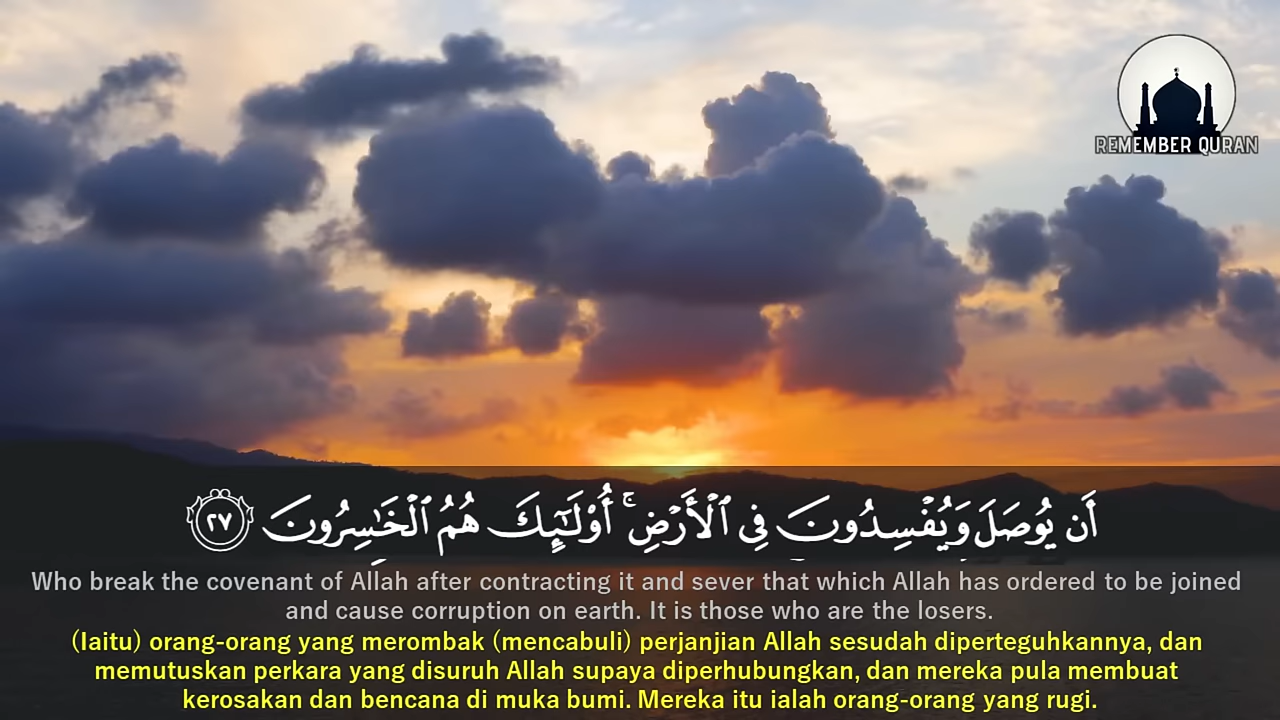 REMEMBER QURAN
أَن يُوصَلَ وَيُفْسِدُونَ فِي ٱلْأَرْضِ ۚ أُو۟لَـٰٓئِكَ هُمُ ٱلْخَـٰسِرُونَ ٢٧
Who break the covenant of Allah after contracting it and sever that which Allah has ordered to be joined
and cause corruption on earth. It is those who are the losers.
(Iaitu) orang-orang yang merombak (mencabuli) perjanjian Allah sesudah diperteguhkannya, dan
memutuskan perkara yang disuruh Allah supaya diperhubungkan, dan mereka pula membuat
kerosakan dan bencana di muka bumi. Mereka itu ialah orang-orang yang rugi.